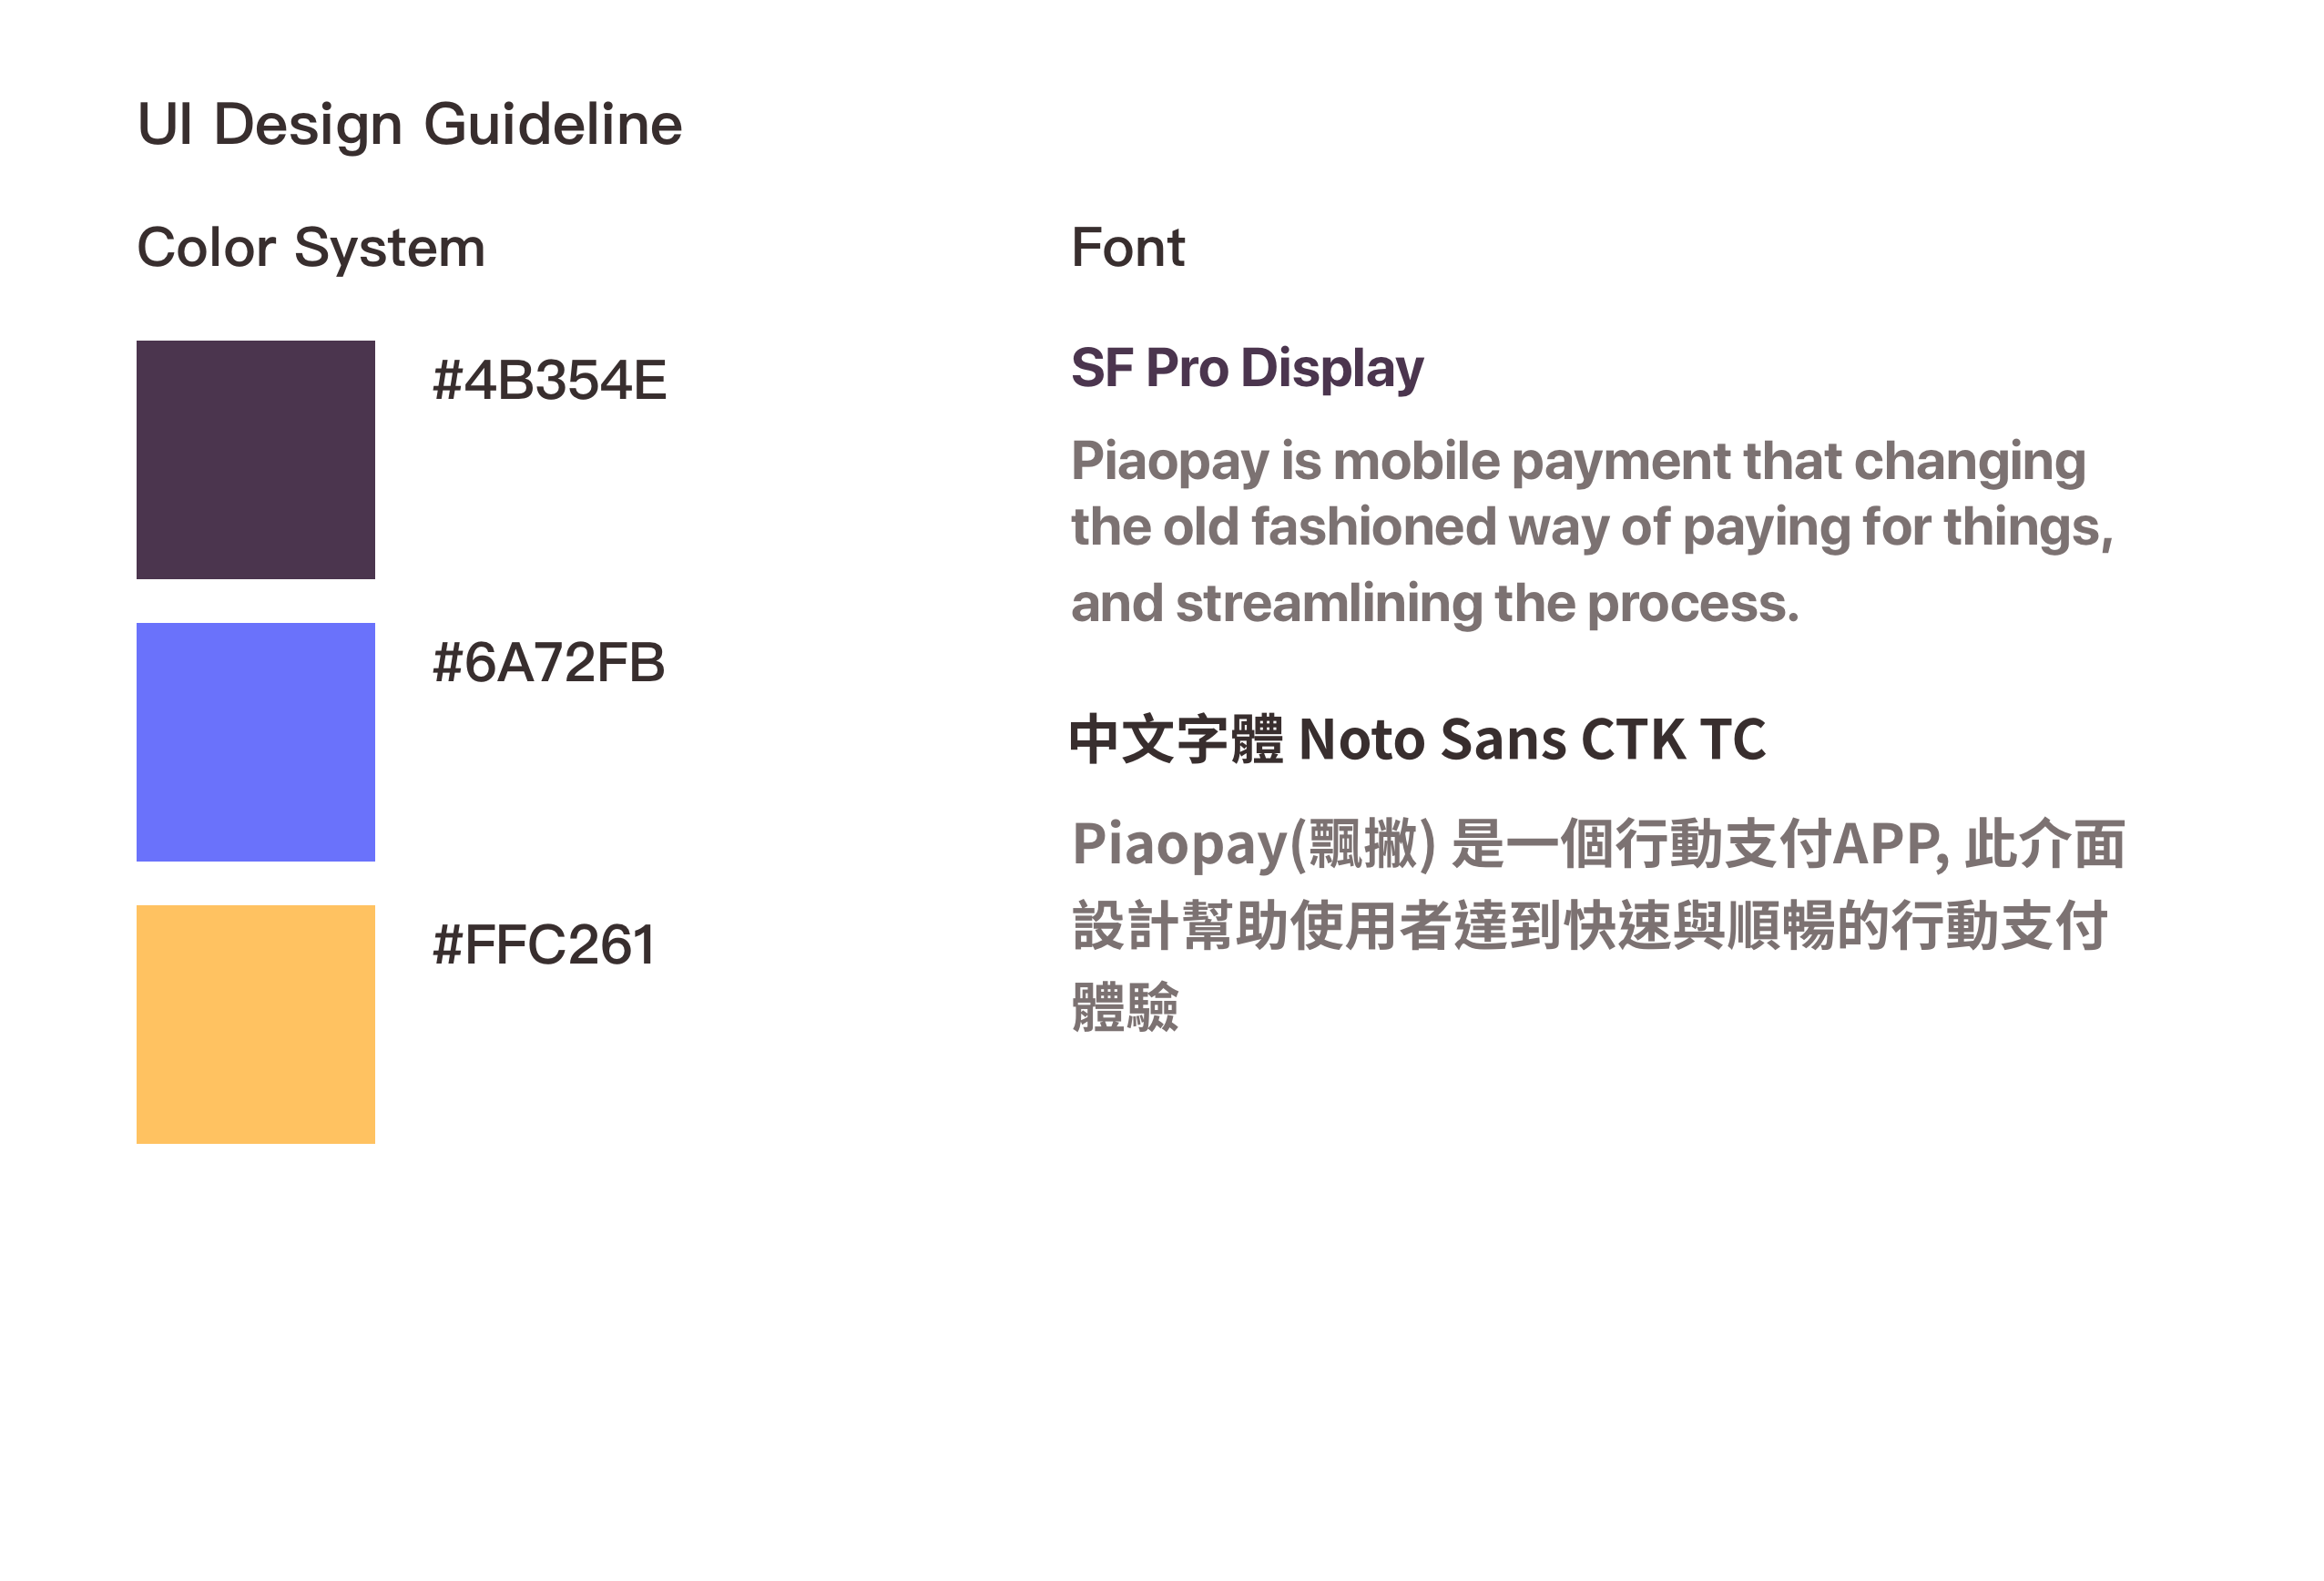 UI Design Guideline
Color System
#4B354E
#6A72FB
#FFC261
Font
SF Pro Display
Piaopay is mobile payment that changing
the old fashioned way of paying for things,
and streamlining the process.
中文字體 Noto Sans CTK TC
Piaopay(飄撇) 是一個行動支付APP, 此介面
設計幫助使用者達到快速與順暢的行動支付
體驗